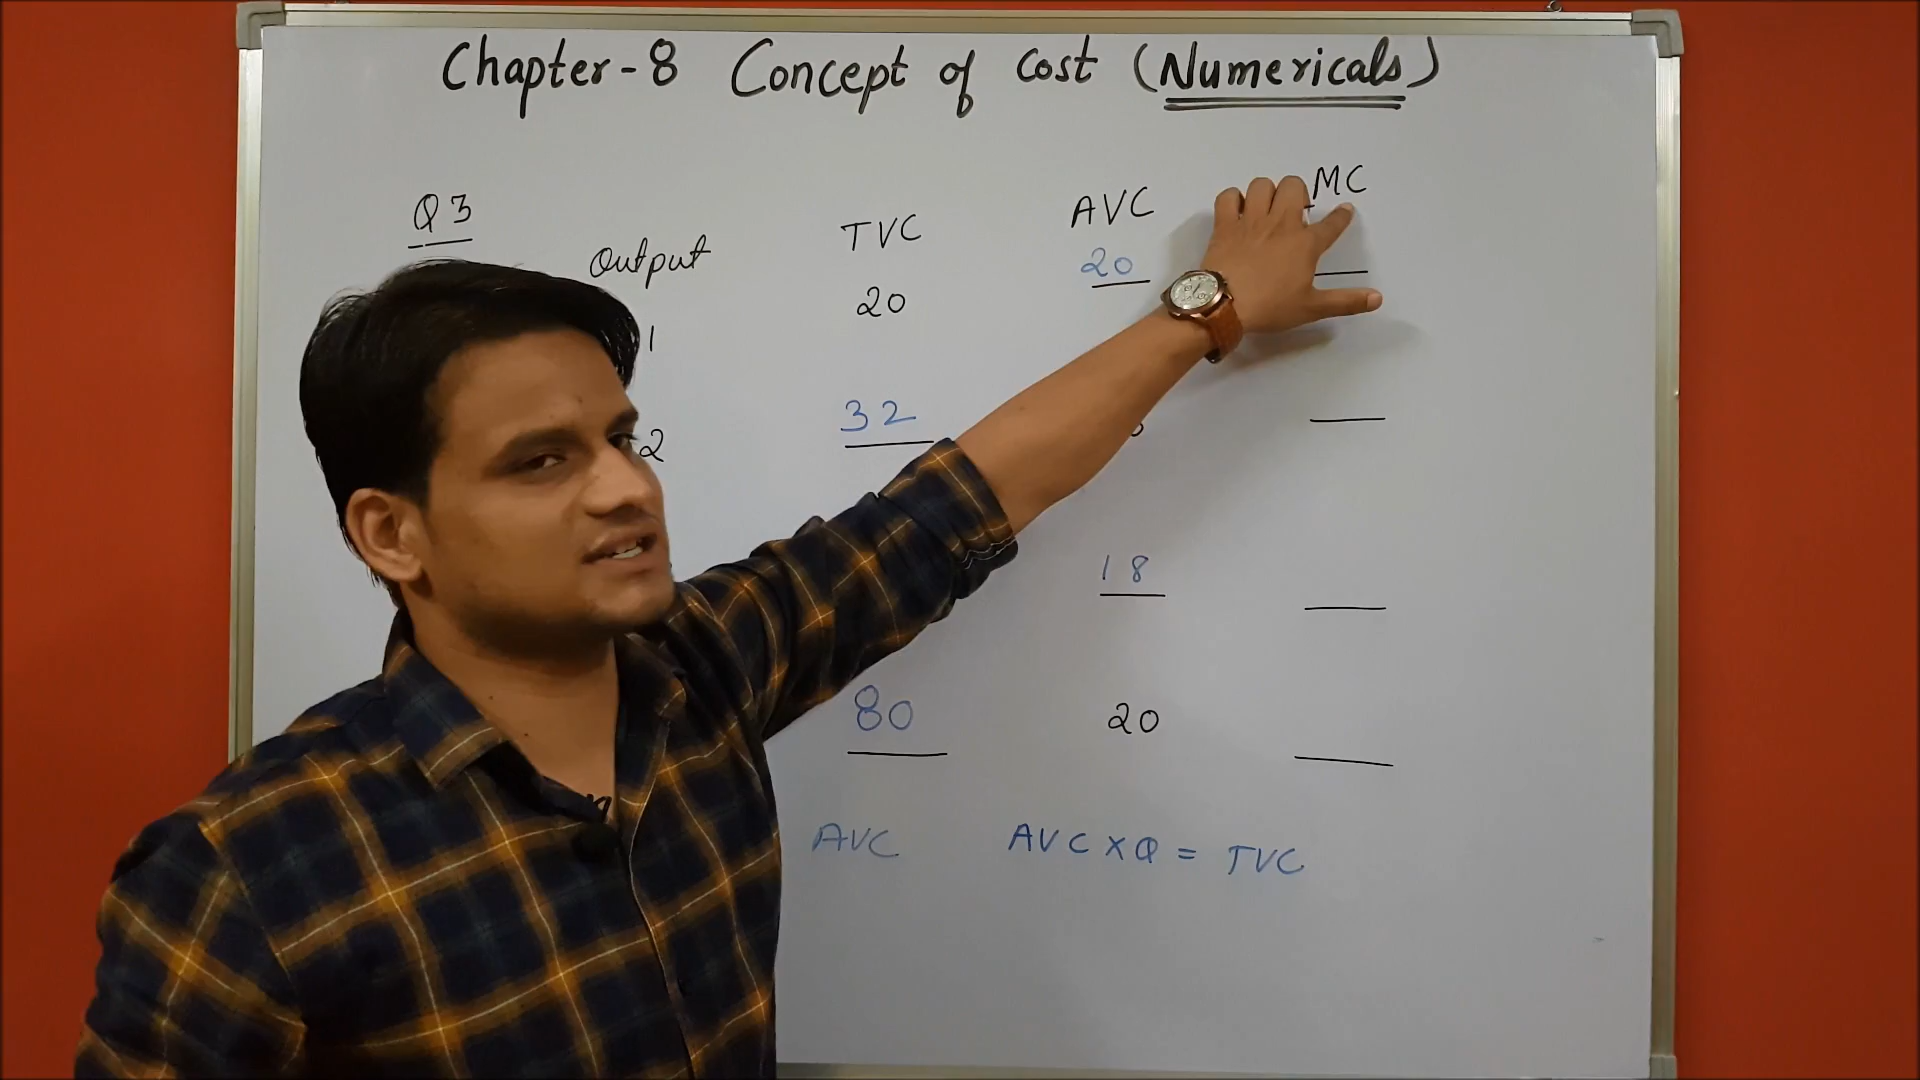 Chapter-8 Concept of Cost (Numericals)
Q3
Output TVC AVC MC
1 20 20
2 32
18
80 20
AVC AVC X Q = TVC